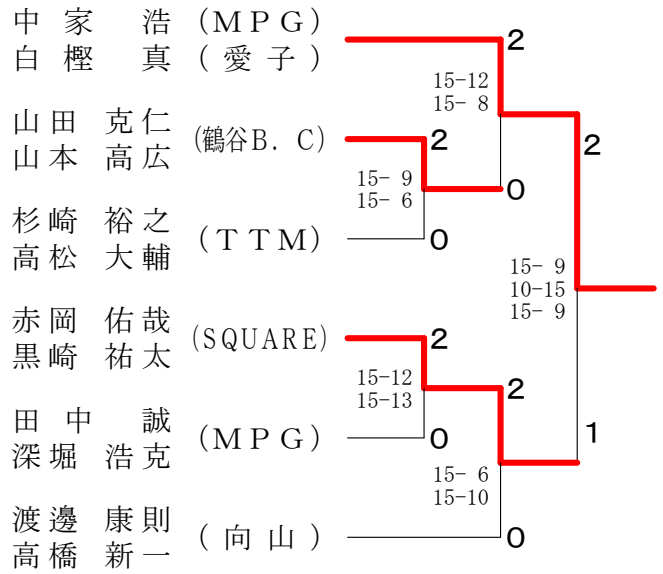 中家 浩 (MPG) 2
白樫 真 (愛子)
15-12
15- 8
山田 克仁 (鶴谷B. C) 2 2
山本 高広
15- 9 0
15- 6
杉崎 裕之 (TTM) 0
高松 大輔
15- 9
10-15
15- 9
赤岡 佑哉 (SQUARE) 2
黒崎 祐太
15-12 2
15-13
田中 誠 (MPG) 0 1
深堀 浩克
15- 6
15-10
渡邊 康則 (向山) 0
高橋 新一